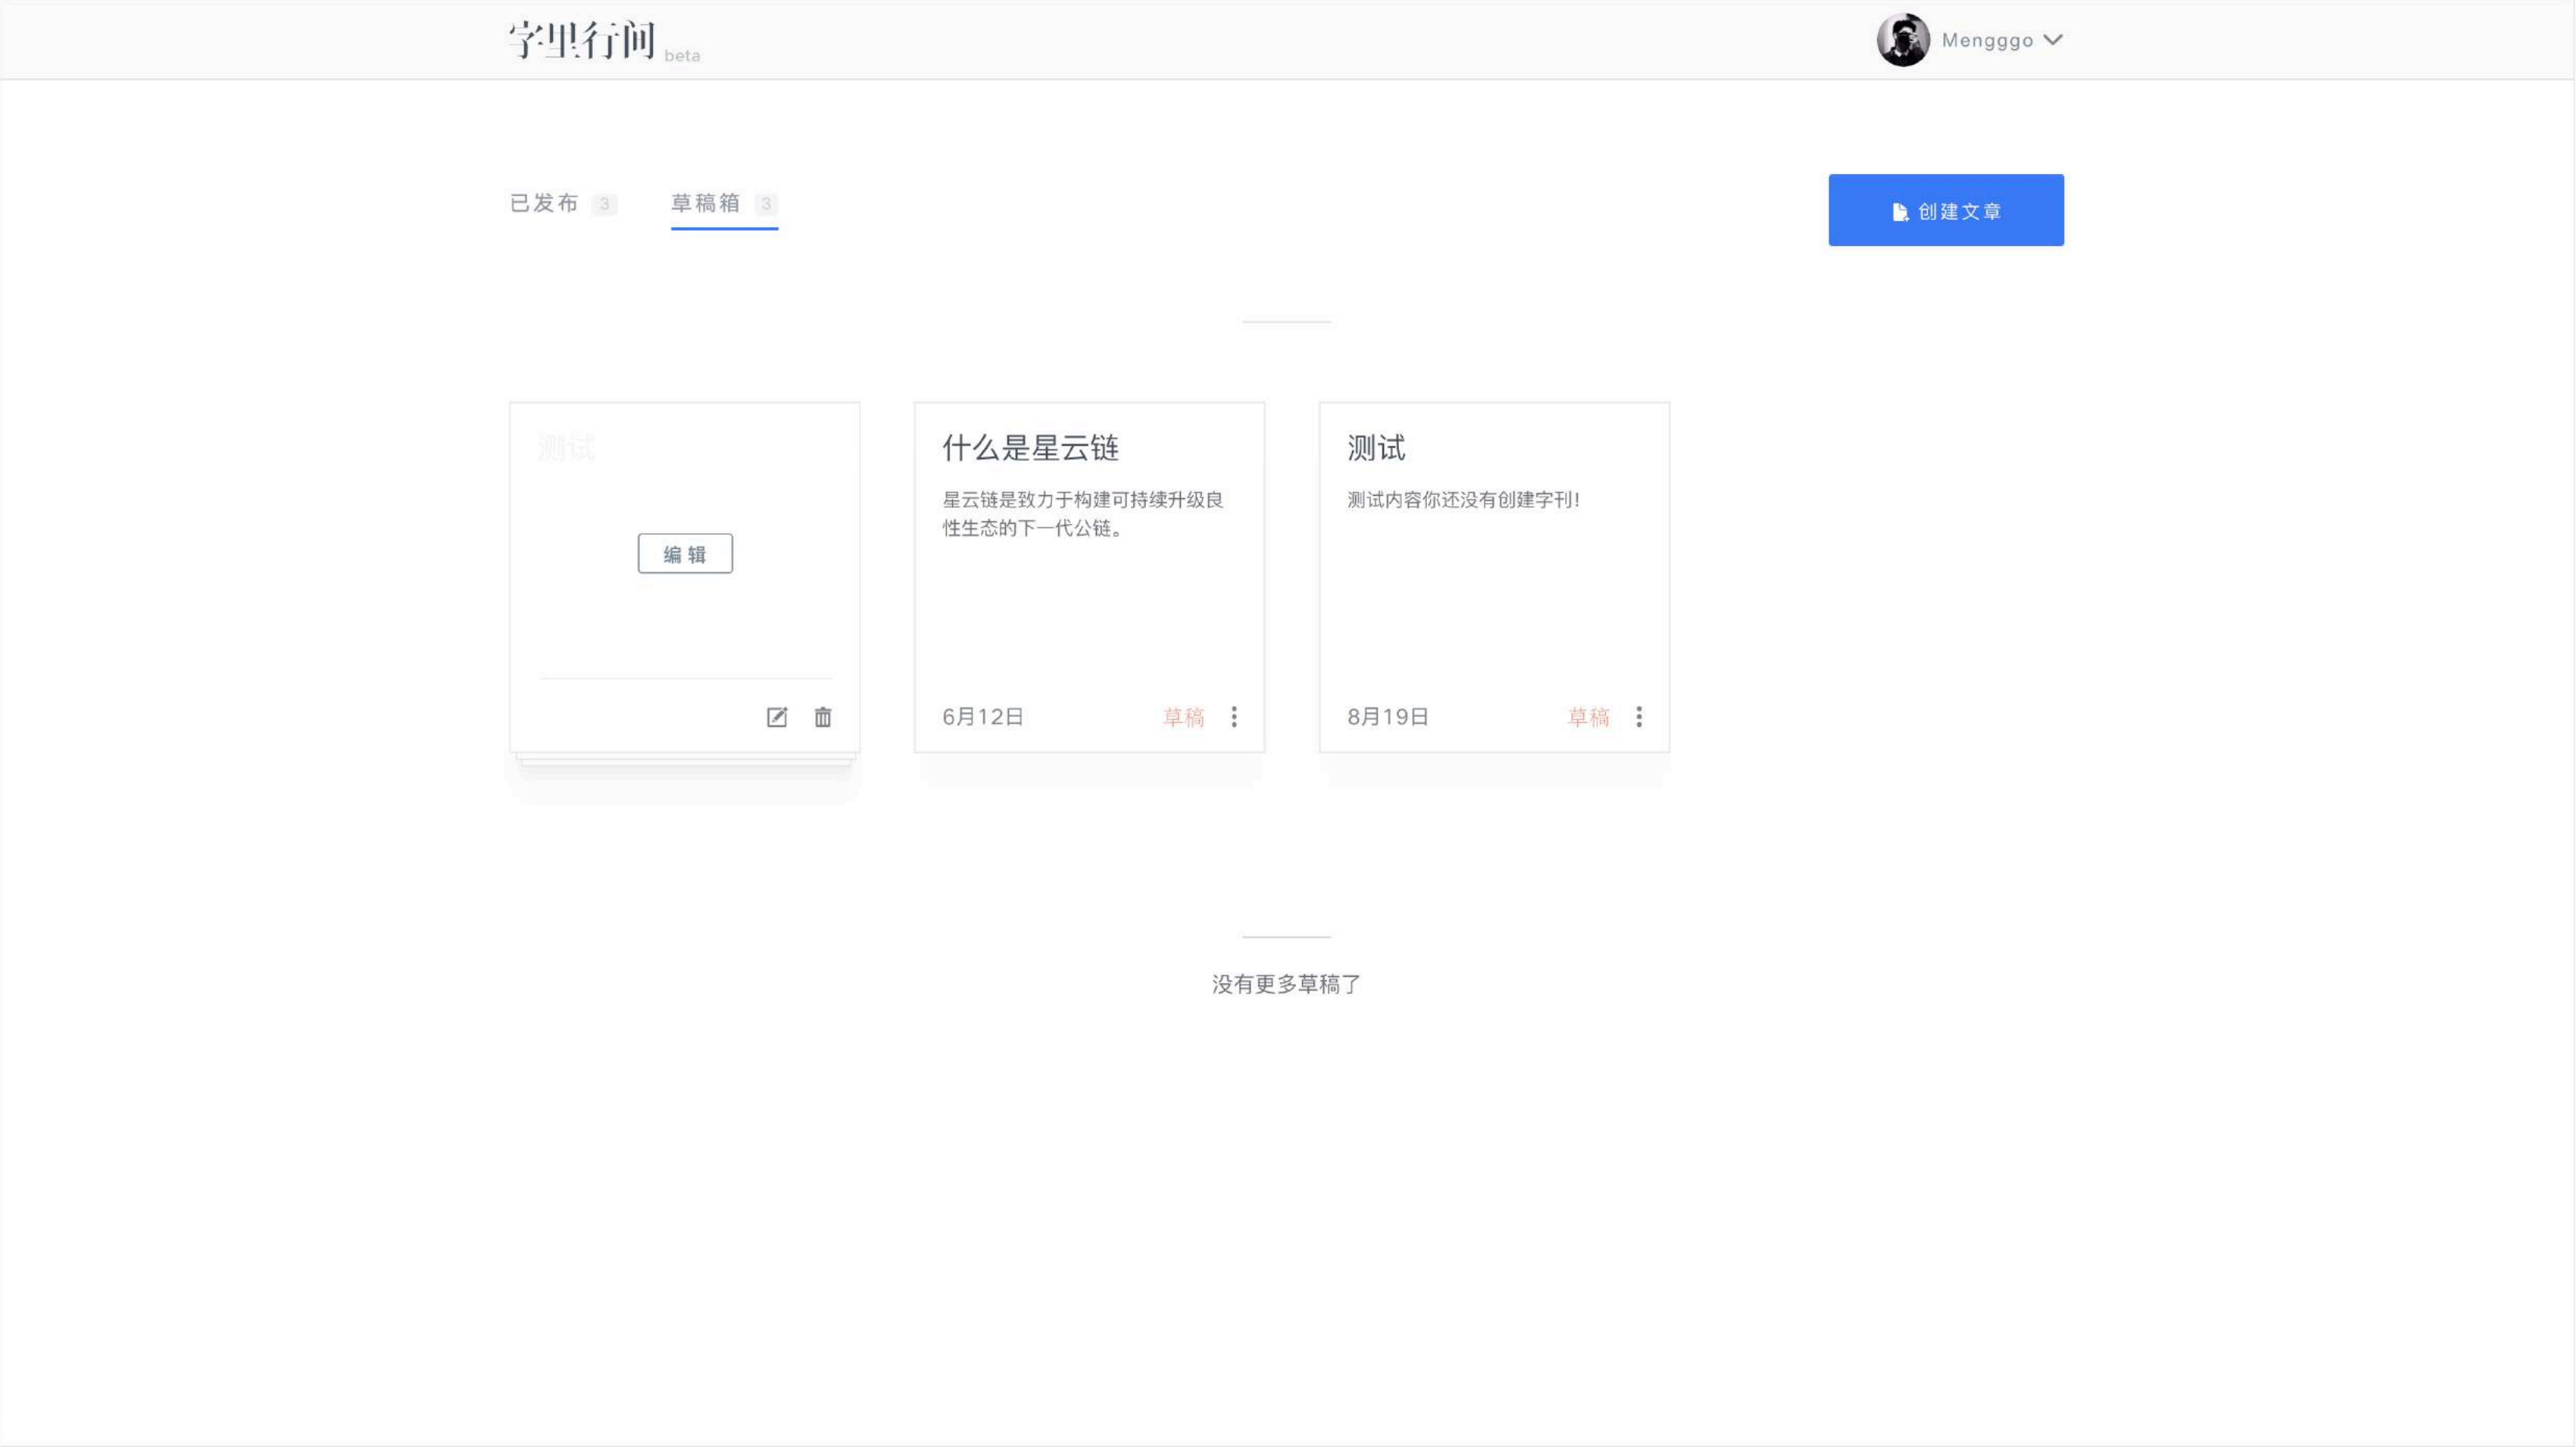 字里行间 beta
Mengggo
已发布 3
草稿箱 3
创建文章
测试
编辑
什么是星云链
星云链是致力于构建可持续升级良
性生态的下一代公链。
6月12日 草稿
测试
测试内容你还没有创建字刊!
8月19日 草稿
没有更多草稿了